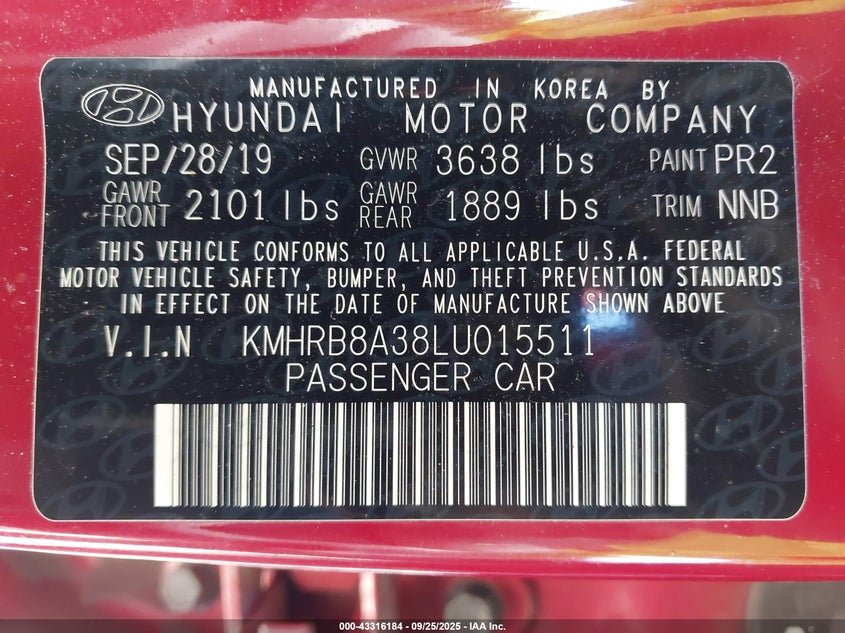 MANUFACTURED IN KOREA BY
HYUNDAI MOTOR COMPANY
SEP/28/19 GVWR 3638 lbs PAINT PR2
GAWR FRONT 2101 lbs GAWR REAR 1889 lbs TRIM NNB
THIS VEHICLE CONFORMS TO ALL APPLICABLE U.S.A. FEDERAL
MOTOR VEHICLE SAFETY, BUMPER, AND THEFT PREVENTION STANDARDS
IN EFFECT ON THE DATE OF MANUFACTURE SHOWN ABOVE
V.I.N KMHRB8A38LU015511
PASSENGER CAR
000-43316184 - 09/25/2025 - IAA Inc.